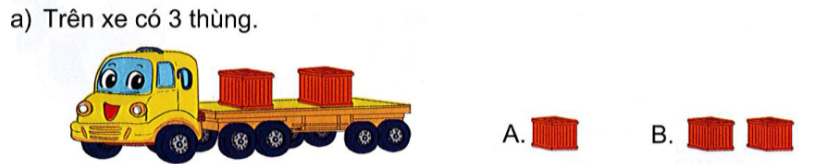 a) Trên xe có 3 thùng.
A. B.